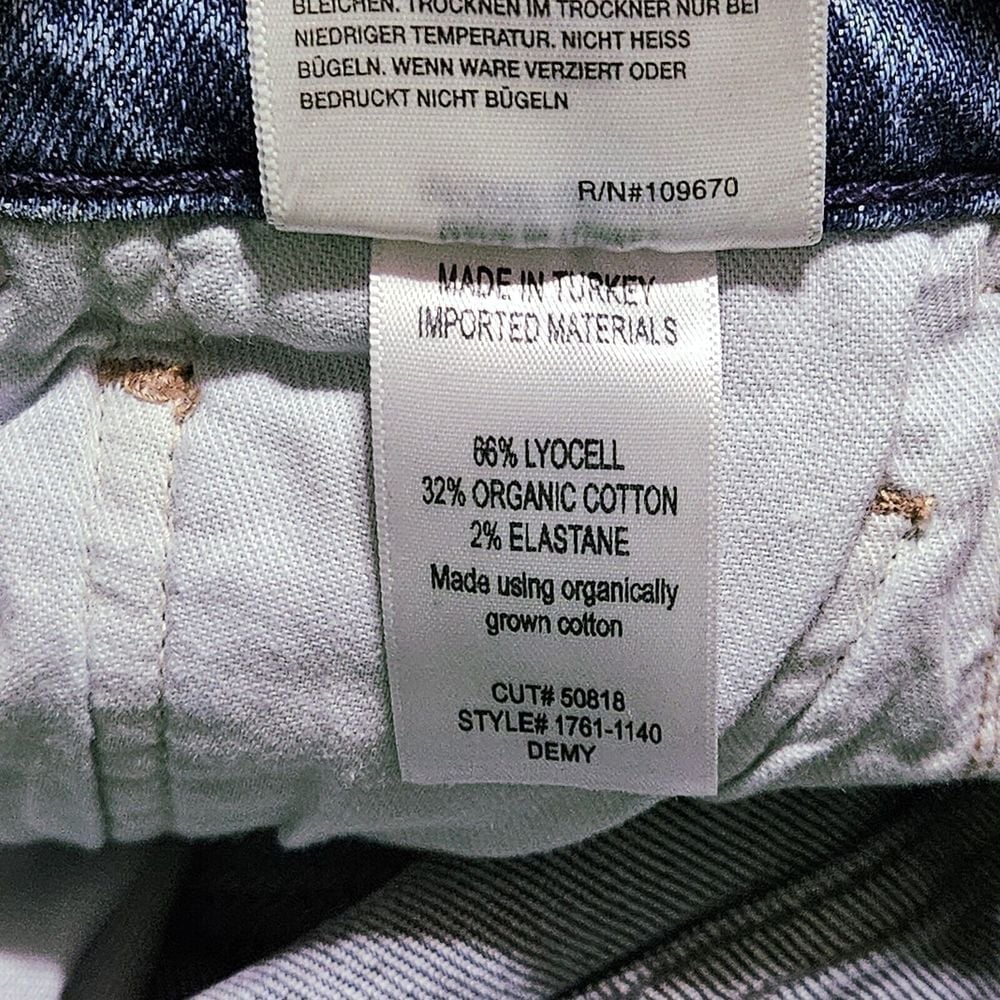 BLEICHEN. TROCKNEN IM TROCKNER NUR BEI
NIEDRIGER TEMPERATUR. NICHT HEISS
BÜGELN. WENN WARE VERZIERT ODER
BEDRUCKT NICHT BÜGELN
R/N#109670
MADE IN TURKEY
IMPORTED MATERIALS
66% LYOCELL
32% ORGANIC COTTON
2% ELASTANE
Made using organically
grown cotton
CUT# 50818
STYLE# 1761-1140
DEMY